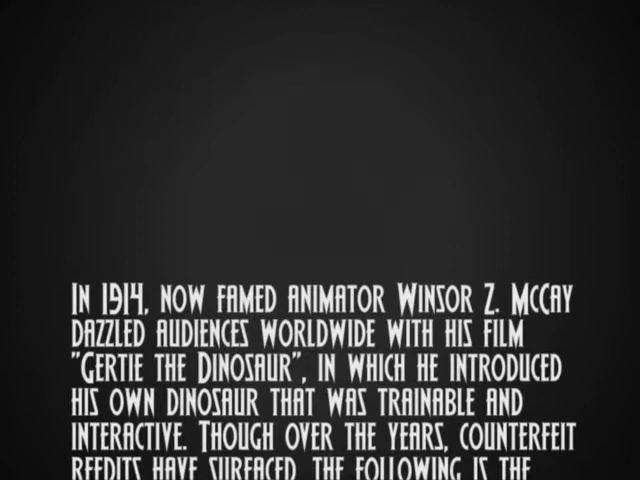 In 1914, now famed animator Winsor Z. McCay
dazzled audiences worldwide with his film
"Gertie the Dinosaur", in which he introduced
his own dinosaur that was trainable and
interactive. Though over the years, counterfeit
reedits have surfaced, the following is the